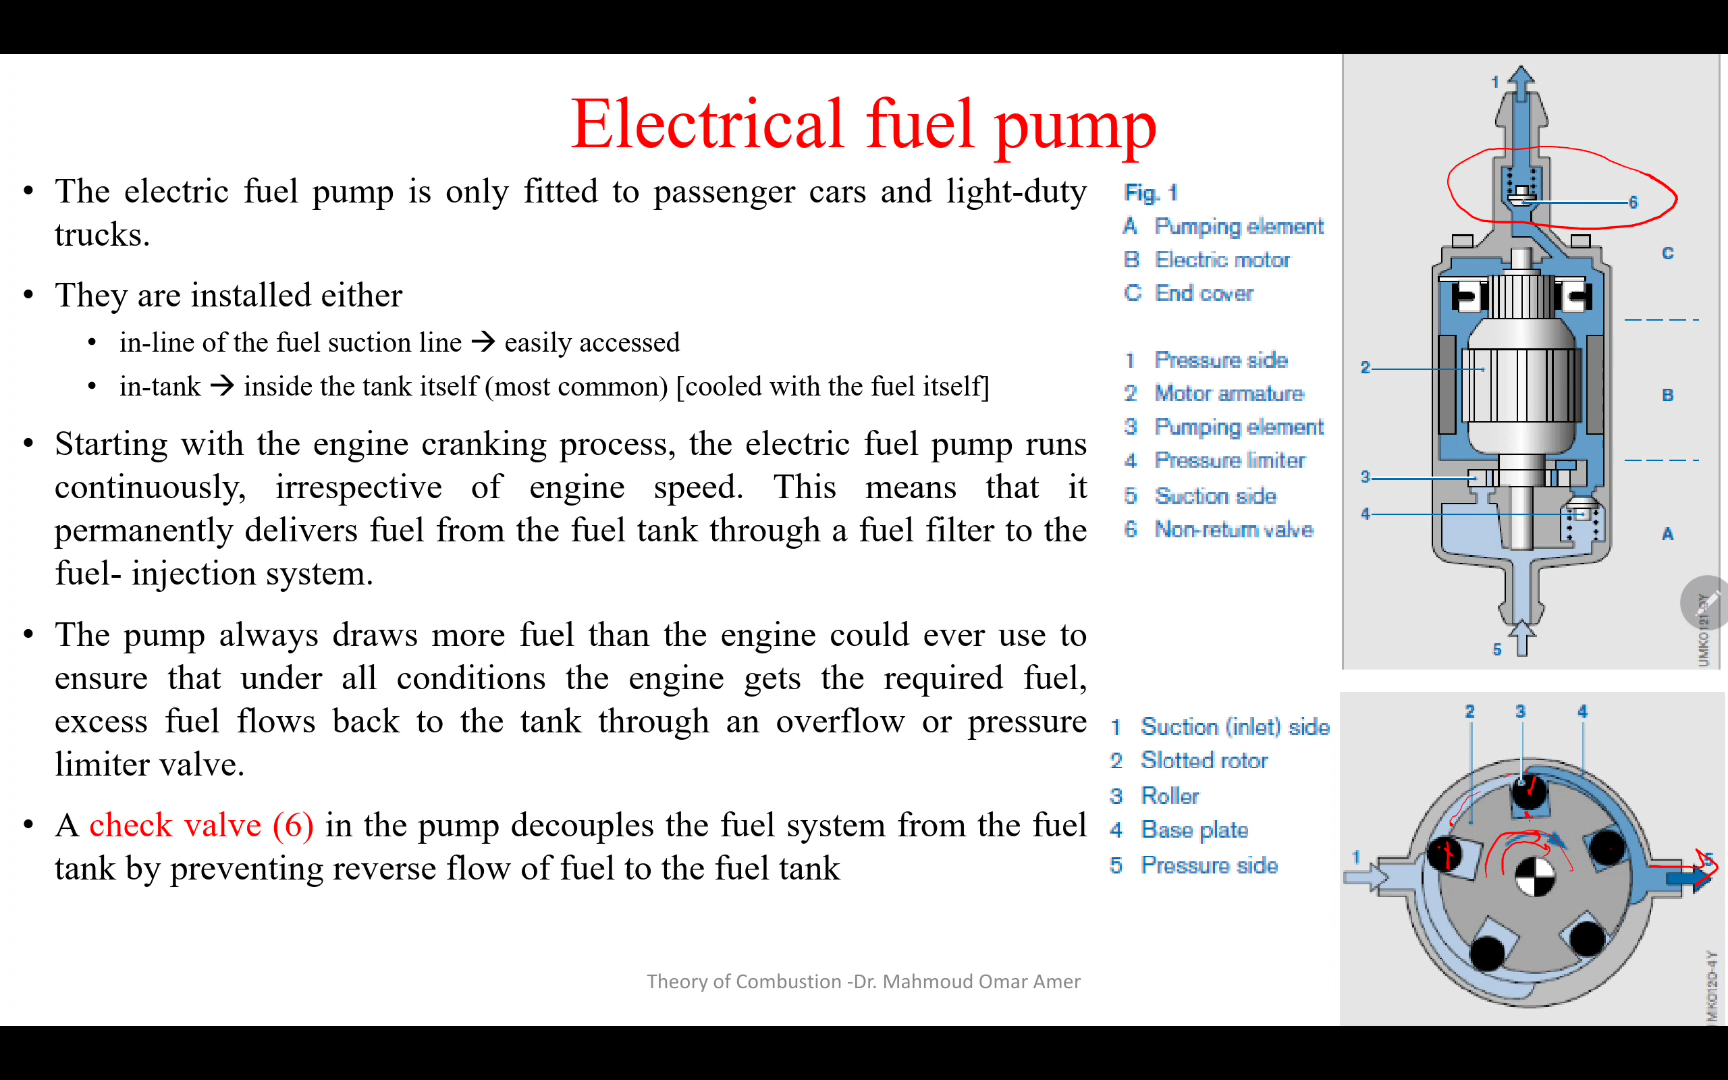 Electrical fuel pump
• The electric fuel pump is only fitted to passenger cars and light-duty
trucks.
• They are installed either
• in-line of the fuel suction line → easily accessed
• in-tank → inside the tank itself (most common) [cooled with the fuel itself]
• Starting with the engine cranking process, the electric fuel pump runs
continuously, irrespective of engine speed. This means that it
permanently delivers fuel from the fuel tank through a fuel filter to the
fuel- injection system.
• The pump always draws more fuel than the engine could ever use to
ensure that under all conditions the engine gets the required fuel,
excess fuel flows back to the tank through an overflow or pressure
limiter valve.
• A check valve (6) in the pump decouples the fuel system from the fuel
tank by preventing reverse flow of fuel to the fuel tank
Fig. 1
A Pumping element
B Electric motor
C End cover
1 Pressure side
2 Motor armature
3 Pumping element
4 Pressure limiter
5 Suction side
6 Non-return valve
1
6
C
2
B
3
4
A
5
1 Suction (inlet) side
2 Slotted rotor
3 Roller
4 Base plate
5 Pressure side
2 3 4
1
5
Theory of Combustion -Dr. Mahmoud Omar Amer